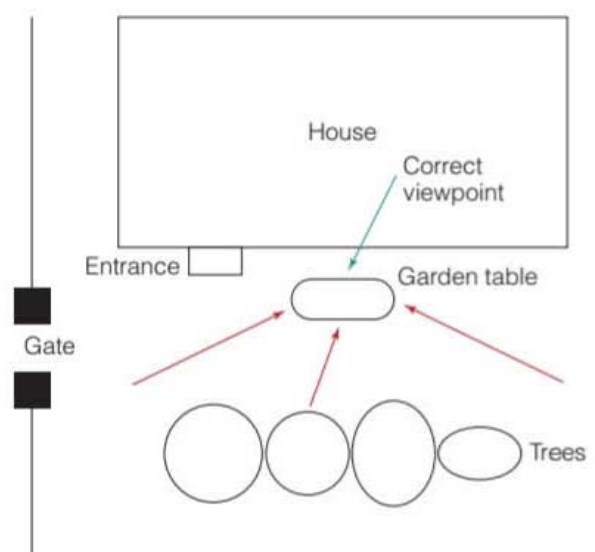 House
Correct
viewpoint
Entrance
Garden table
Gate
Trees